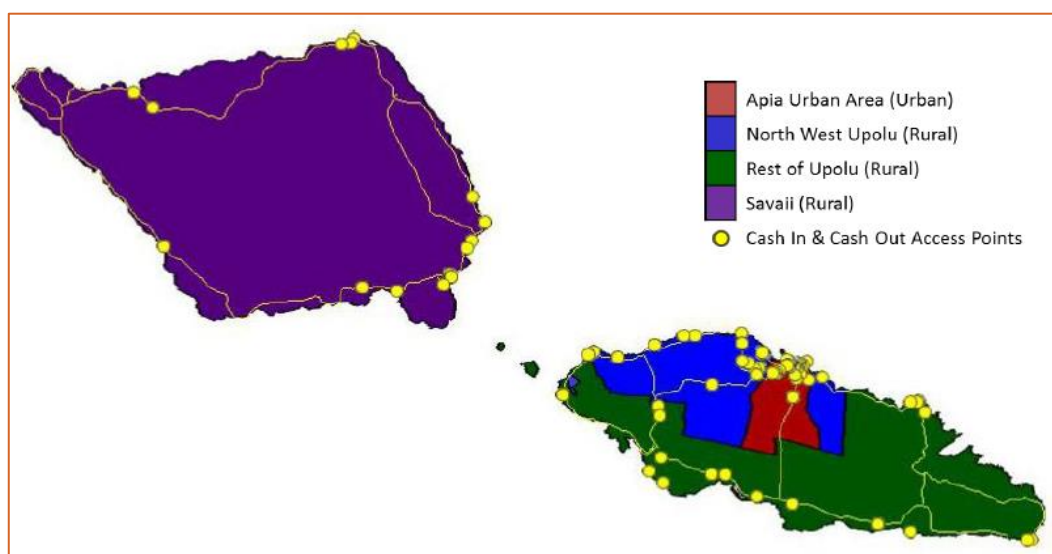 Apia Urban Area (Urban)
North West Upolu (Rural)
Rest of Upolu (Rural)
Savaii (Rural)
Cash In & Cash Out Access Points